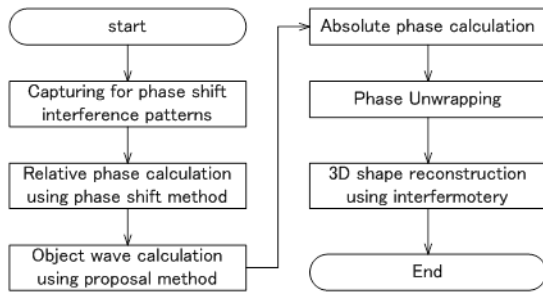 start
Capturing for phase shift
interference patterns
Relative phase calculation
using phase shift method
Object wave calculation
using proposal method
Absolute phase calculation
Phase Unwrapping
3D shape reconstruction
using interfermotery
End